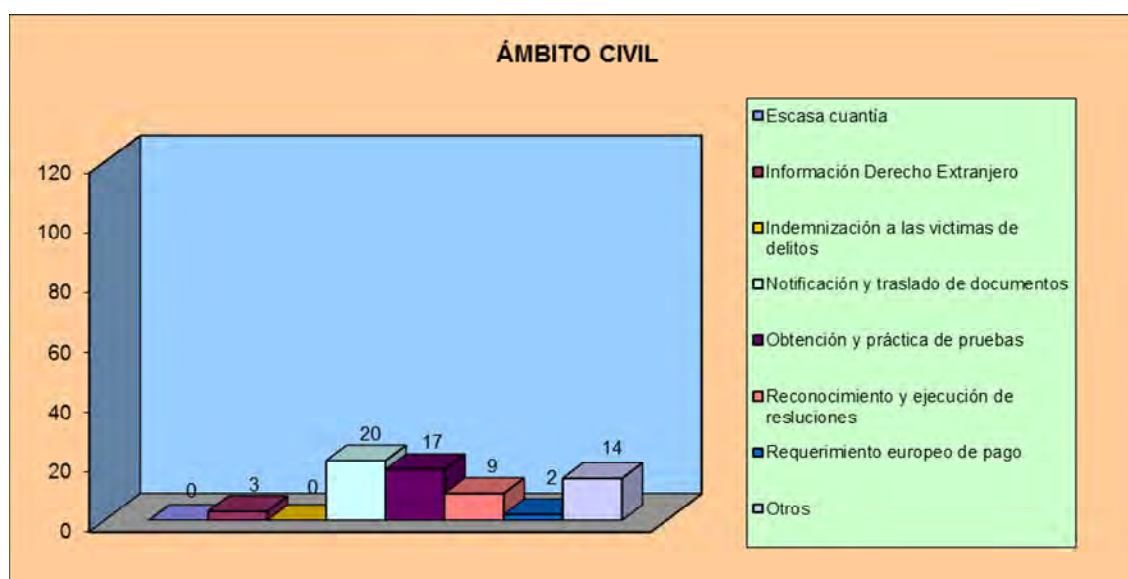 ÁMBITO CIVIL
120
100
80
60
40
20
0
0
3
0
20
17
9
2
14
Escasa cuantía
Información Derecho Extranjero
Indemnización a las victimas de
delitos
Notificación y traslado de documentos
Obtención y práctica de pruebas
Reconocimiento y ejecución de
resluciones
Requerimiento europeo de pago
Otros